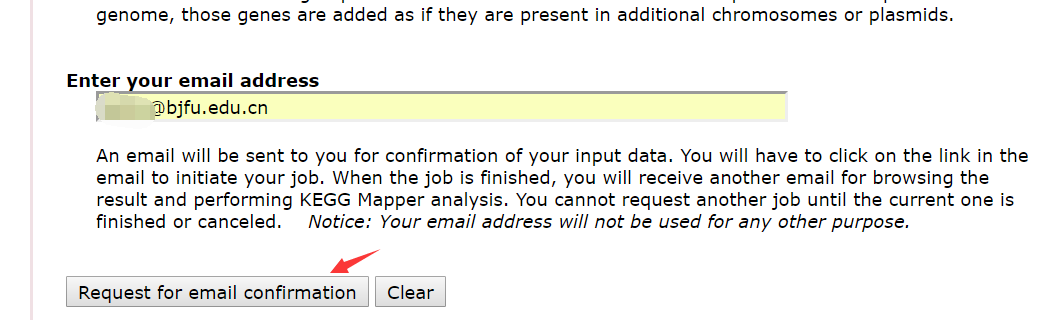 genome, those genes are added as if they are present in additional chromosomes or plasmids.
Enter your email address
@bjfu.edu.cn
An email will be sent to you for confirmation of your input data. You will have to click on the link in the
email to initiate your job. When the job is finished, you will receive another email for browsing the
result and performing KEGG Mapper analysis. You cannot request another job until the current one is
finished or canceled. Notice: Your email address will not be used for any other purpose.
Request for email confirmation Clear